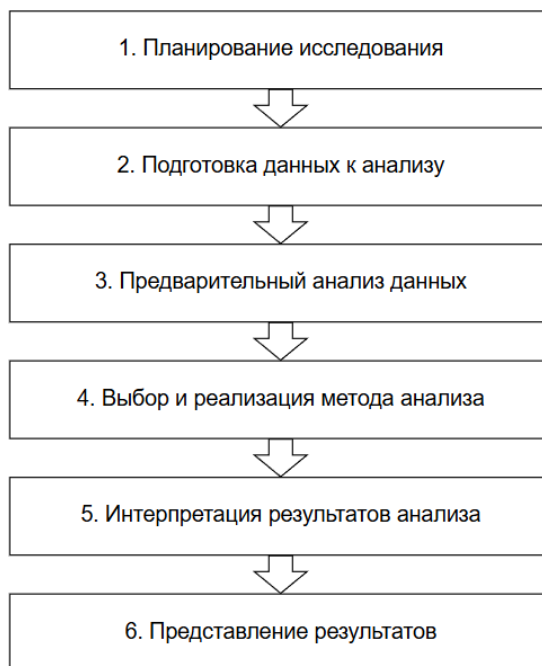 1. Планирование исследования
2. Подготовка данных к анализу
3. Предварительный анализ данных
4. Выбор и реализация метода анализа
5. Интерпретация результатов анализа
6. Представление результатов